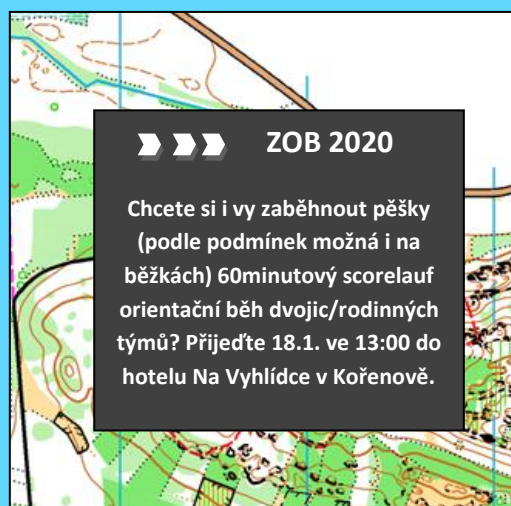 ZOB 2020
Chcete si i vy zaběhnout pěšky
(podle podmínek možná i na
běžkách) 60minutový scorelauf
orientační běh dvojic/rodinných
týmů? Přijeďte 18.1. ve 13:00 do
hotelu Na Vyhlídce v Kořenově.